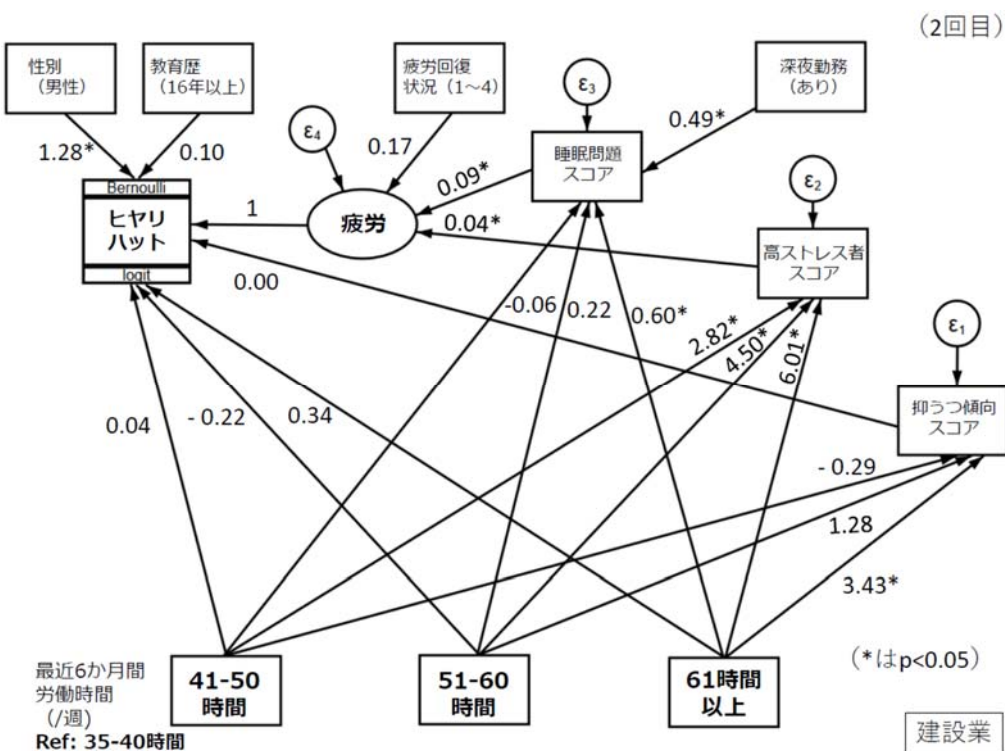 (2回目)
性別
(男性)
教育歴
(16年以上)
疲労回復
状況 (1～4)
深夜勤務
(あり)
ε3
ε4
1.28*
0.10
0.17
0.49*
睡眠問題
スコア
0.09*
ε2
Bernoulli
ヒヤリ
ハット
logit
1
疲労
0.04*
高ストレス者
スコア
0.00
-0.06
0.22
0.60*
2.82*
4.50*
6.01*
ε1
抑うつ傾向
スコア
0.04
- 0.22
0.34
- 0.29
1.28
3.43*
最近6か月間
労働時間
(/週)
Ref: 35-40時間
41-50
時間
51-60
時間
61時間
以上
(*はp<0.05)
建設業